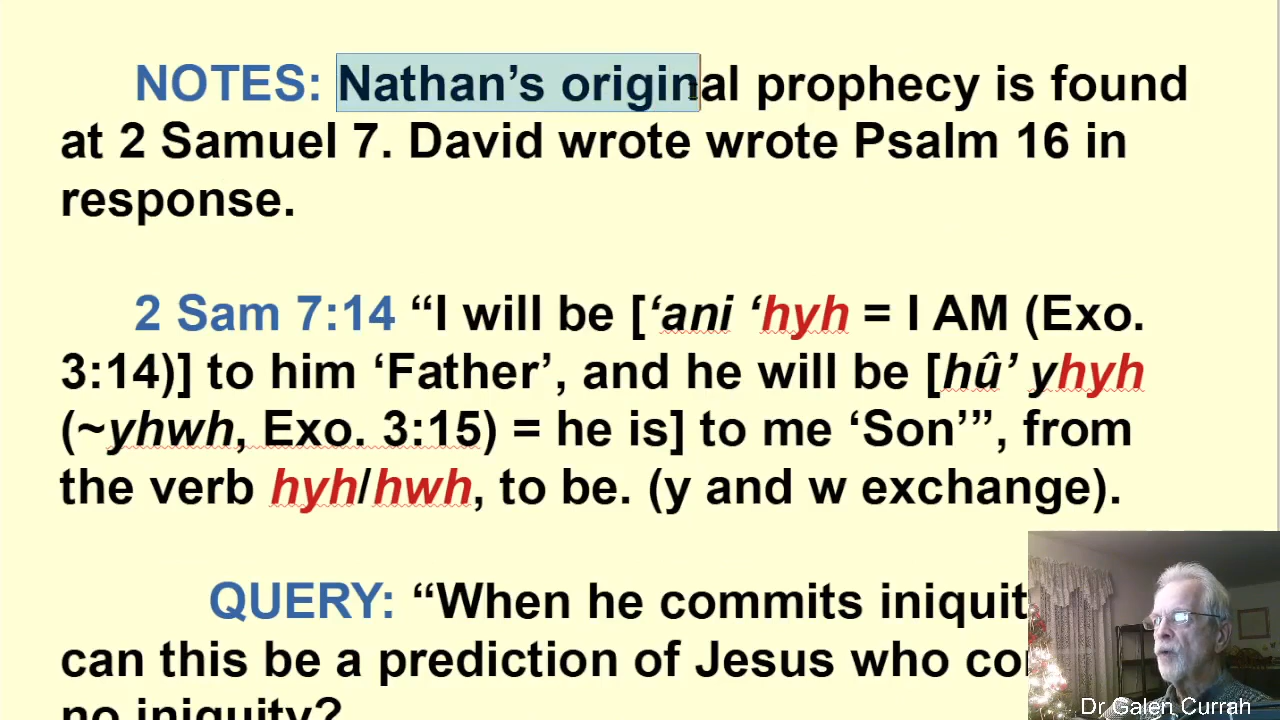 NOTES: Nathan’s original prophecy is found
at 2 Samuel 7. David wrote wrote Psalm 16 in
response.
2 Sam 7:14 “I will be [‘ani ‘hyh = I AM (Exo.
3:14)] to him ‘Father’, and he will be [hû’ yhyh
(~yhwh, Exo. 3:15) = he is] to me ‘Son’”, from
the verb hyh/hwh, to be. (y and w exchange).
QUERY: “When he commits iniquit
can this be a prediction of Jesus who co
no iniquity?
Dr Galen Currah